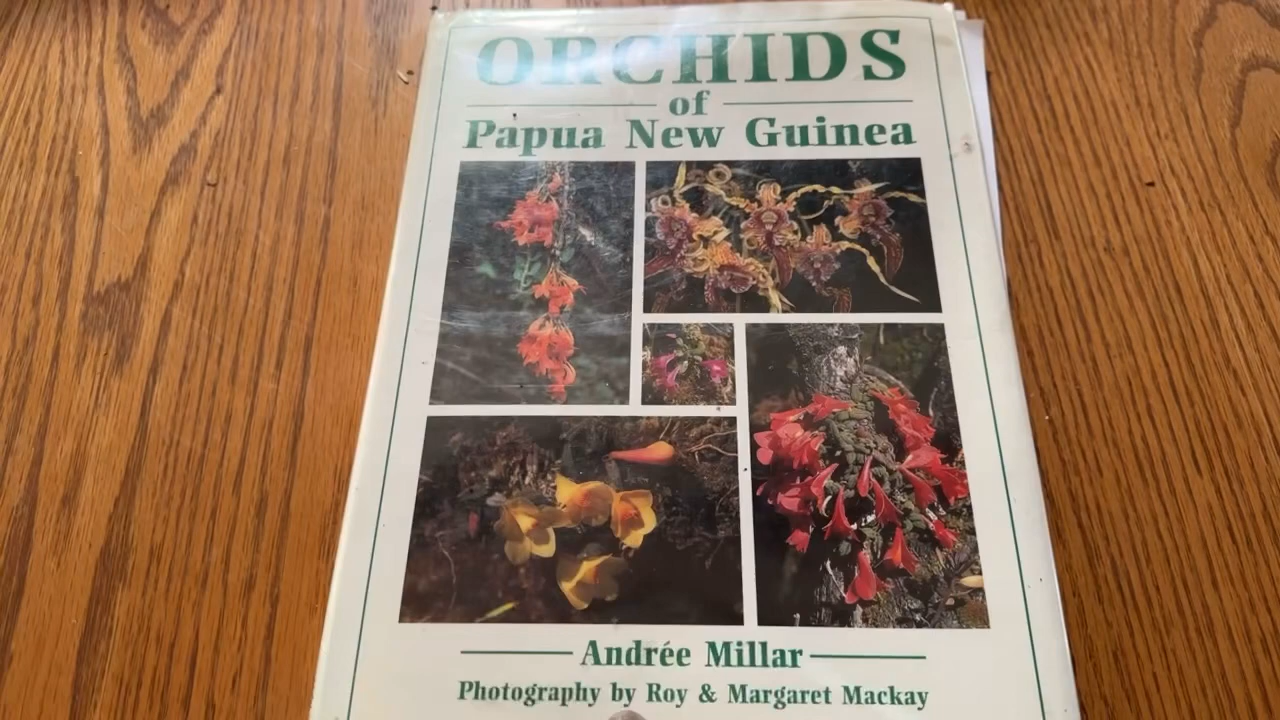 ORCHIDS
of
Papua New Guinea
Andrée Millar
Photography by Roy & Margaret Mackay